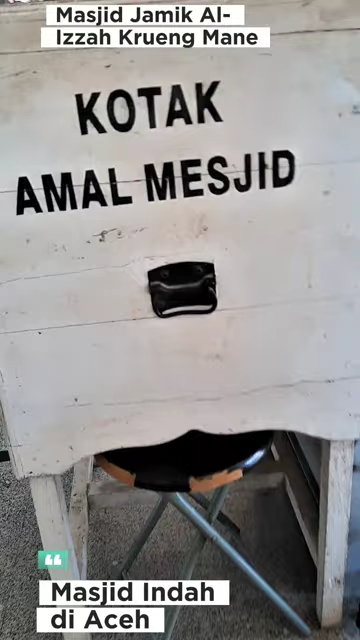 Masjid Jamik Al-
Izzah Krueng Mane
KOTAK
AMAL MESJID
Masjid Indah
di Aceh